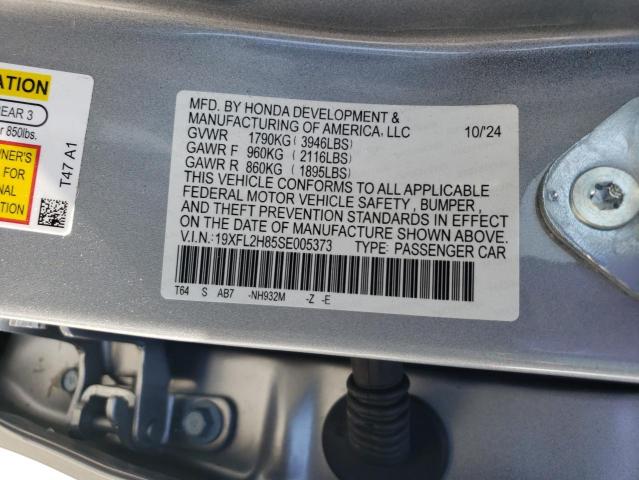 ATION
REAR 3
r 850lbs.
WNER'S
FOR
NAL
ATION
T47 A1
MFD. BY HONDA DEVELOPMENT &
MANUFACTURING OF AMERICA, LLC 10/'24
GVWR 1790KG ( 3946LBS)
GAWR F 960KG ( 2116LBS)
GAWR R 860KG ( 1895LBS)
THIS VEHICLE CONFORMS TO ALL APPLICABLE
FEDERAL MOTOR VEHICLE SAFETY , BUMPER ,
AND THEFT PREVENTION STANDARDS IN EFFECT
ON THE DATE OF MANUFACTURE SHOWN ABOVE.
V.I.N.: 19XFL2H85SE005373 TYPE: PASSENGER CAR
T64 S AB7 -NH932M -Z -E